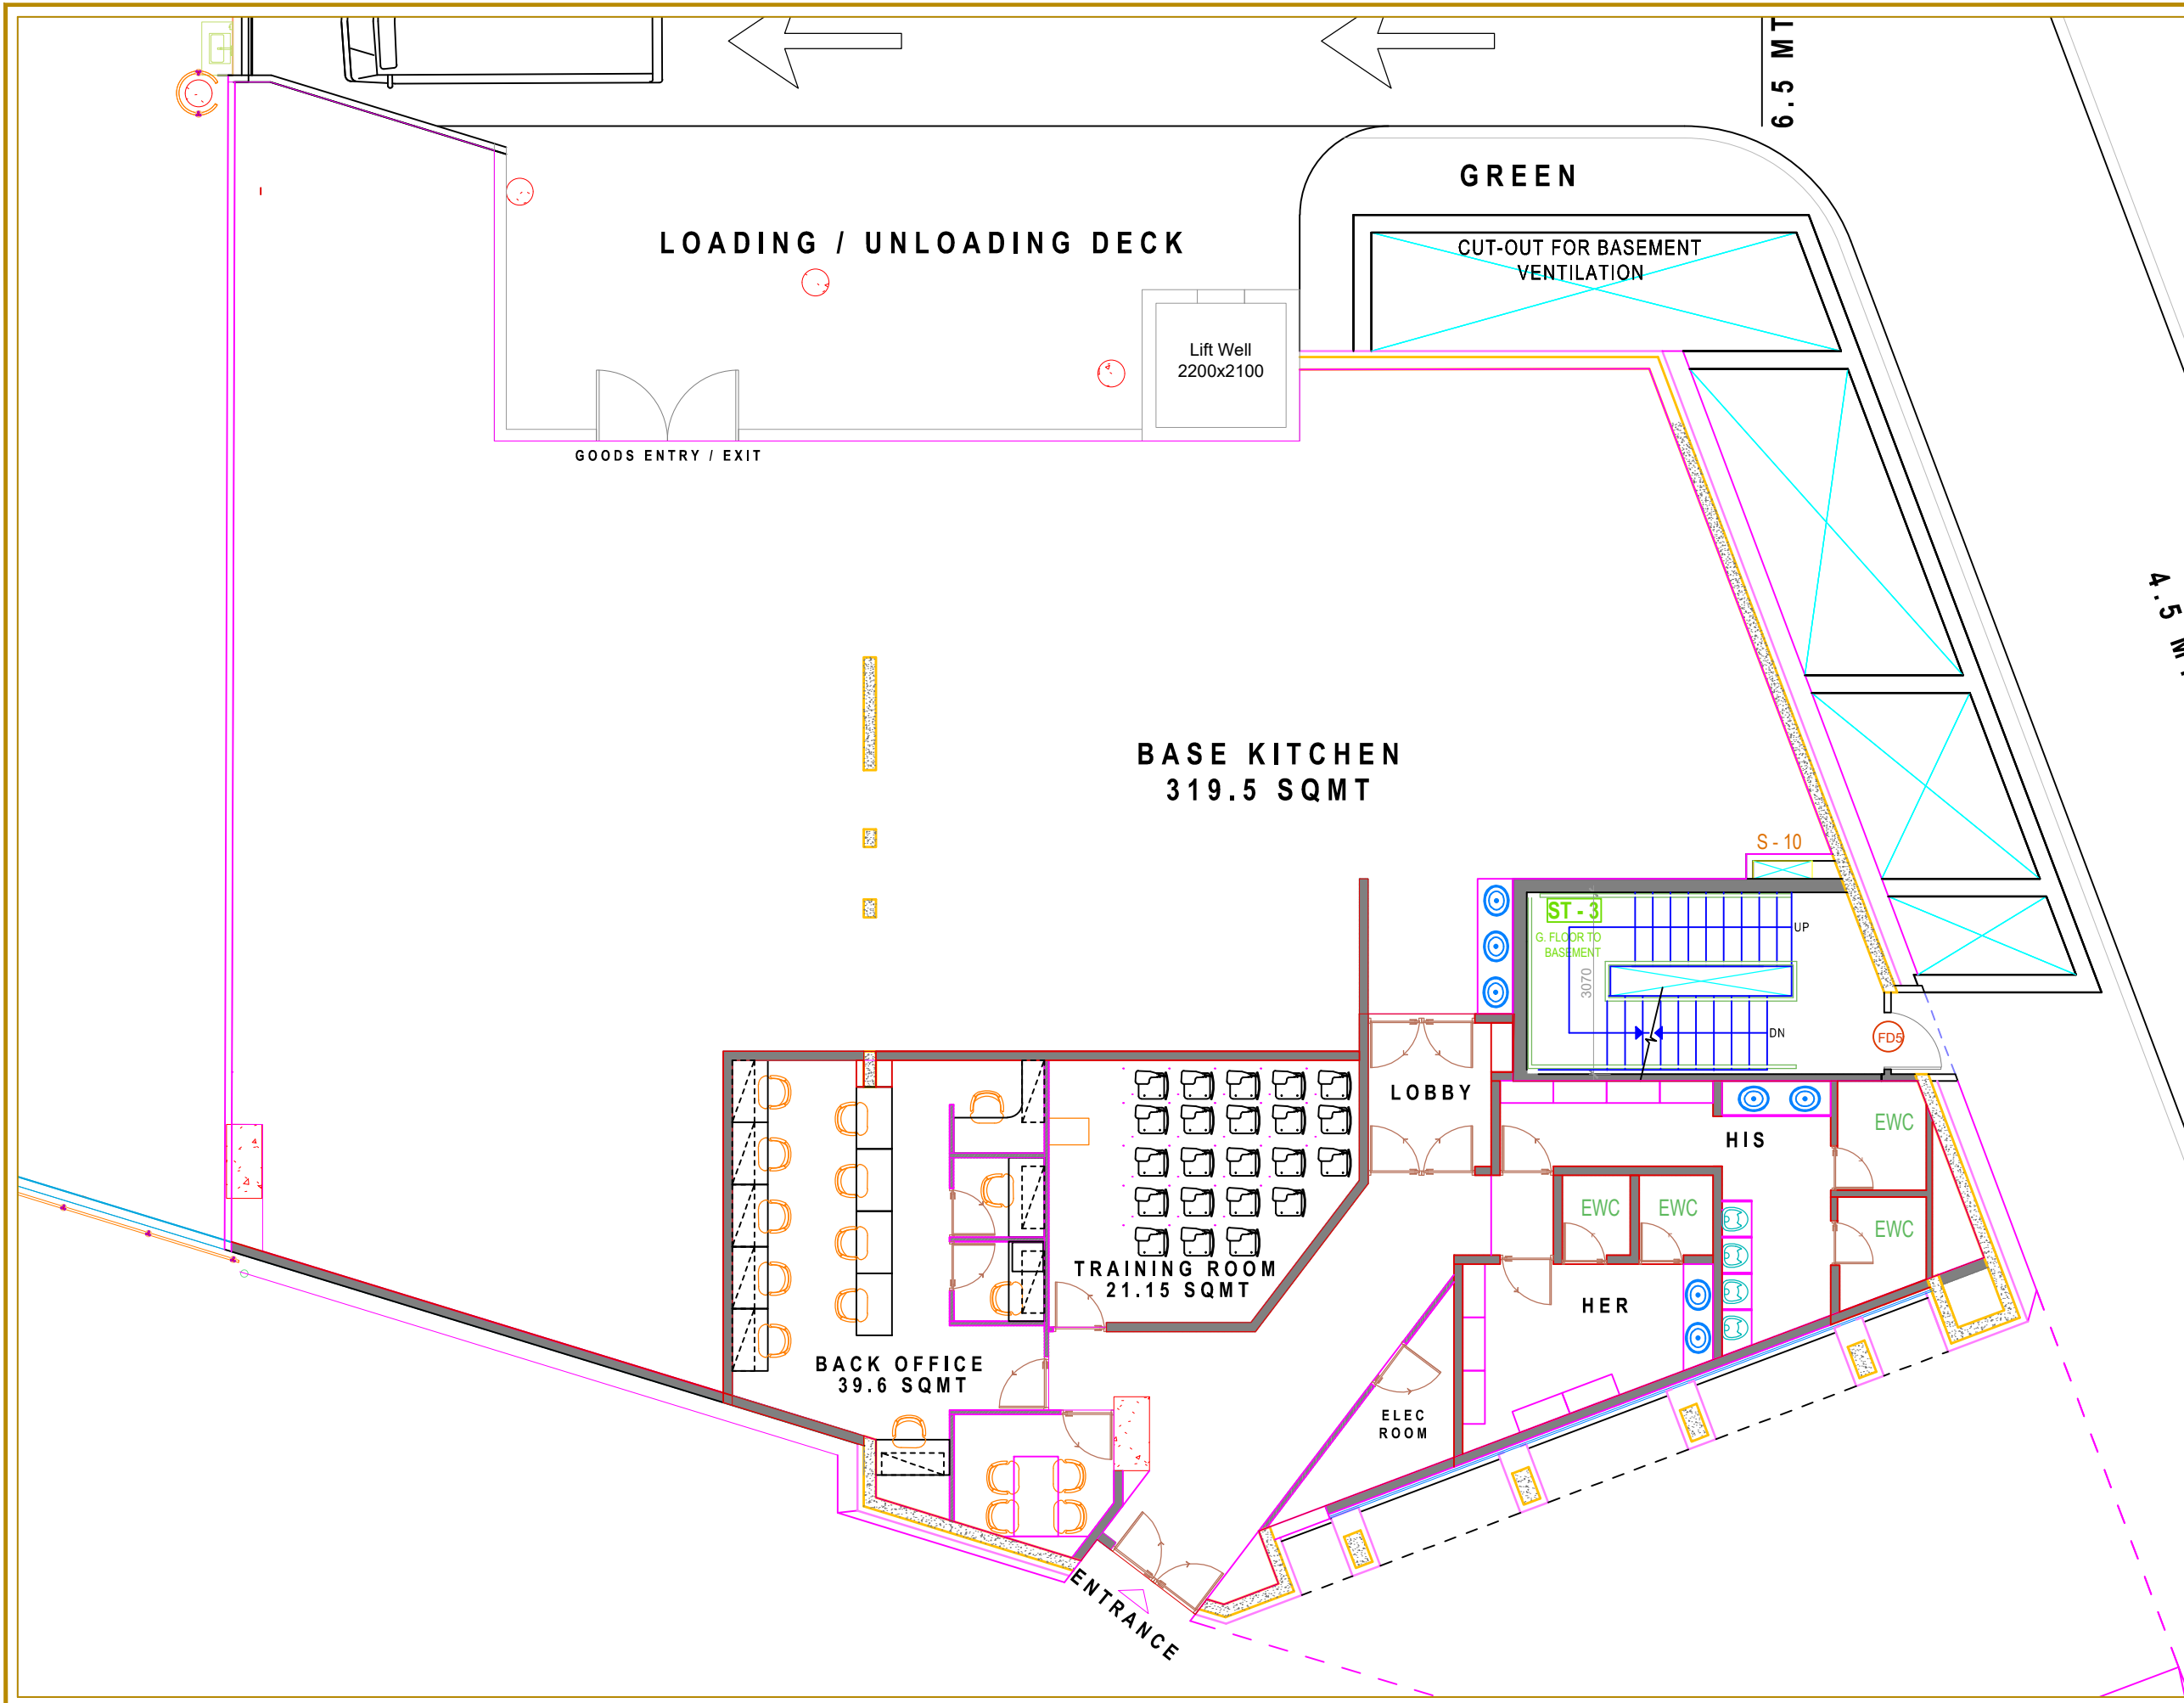 6.5 MT
GREEN
LOADING / UNLOADING DECK
CUT-OUT FOR BASEMENT
VENTILATION
Lift Well
2200x2100
GOODS ENTRY / EXIT
4.5 M
BASE KITCHEN
319.5 SQMT
S - 10
ST - 3
G. FLOOR TO
BASEMENT
3070
UP
DN
FD5
LOBBY
HIS
EWC
EWC
EWC
EWC
TRAINING ROOM
21.15 SQMT
HER
BACK OFFICE
39.6 SQMT
ELEC
ROOM
ENTRANCE